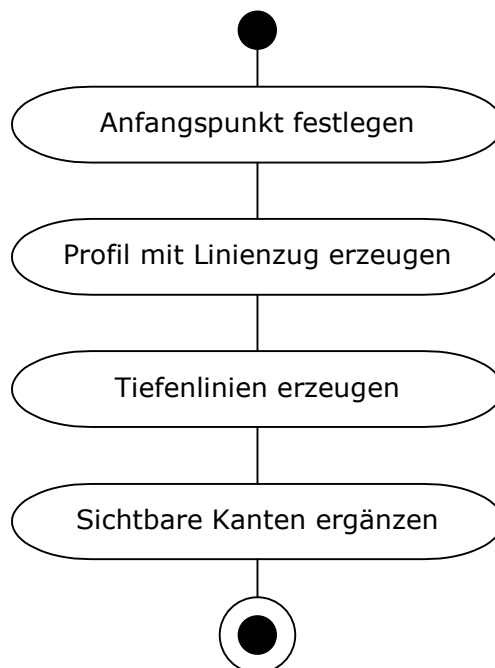 Anfangspunkt festlegen
Profil mit Linienzug erzeugen
Tiefenlinien erzeugen
Sichtbare Kanten ergänzen